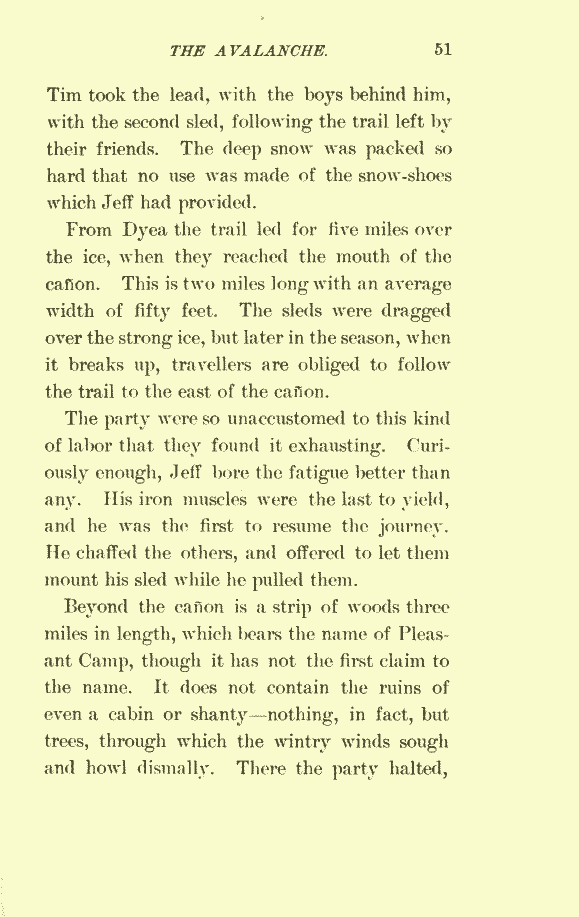 THE AVALANCHE. 51
Tim took the lead, with the boys behind him,
with the second sled, following the trail left by
their friends. The deep snow was packed so
hard that no use was made of the snow-shoes
which Jeff had provided.
From Dyea the trail led for five miles over
the ice, when they reached the mouth of the
cañon. This is two miles long with an average
width of fifty feet. The sleds were dragged
over the strong ice, but later in the season, when
it breaks up, travellers are obliged to follow
the trail to the east of the cañon.
The party were so unaccustomed to this kind
of labor that they found it exhausting. Curi-
ously enough, Jeff bore the fatigue better than
any. His iron muscles were the last to yield,
and he was the first to resume the journey.
He chaffed the others, and offered to let them
mount his sled while he pulled them.
Beyond the cañon is a strip of woods three
miles in length, which bears the name of Pleas-
ant Camp, though it has not the first claim to
the name. It does not contain the ruins of
even a cabin or shanty—nothing, in fact, but
trees, through which the wintry winds sough
and howl dismally. There the party halted,